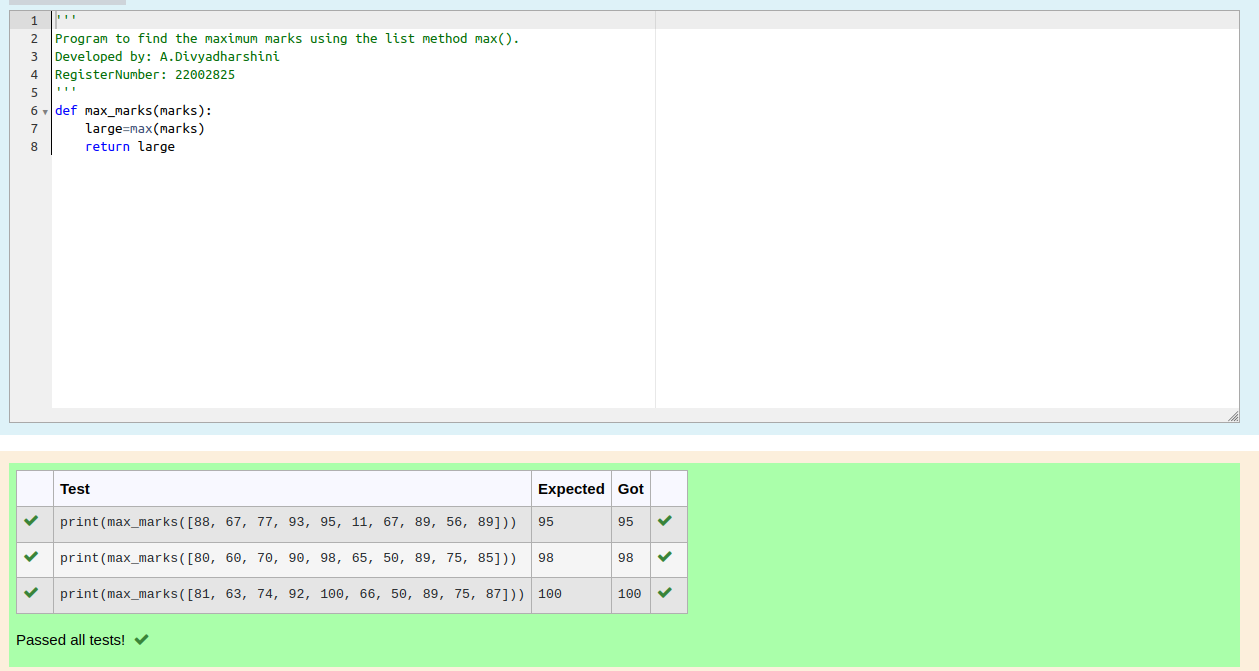 1 '''
2 Program to find the maximum marks using the list method max().
3 Developed by: A.Divyadharshini
4 RegisterNumber: 22002825
5 '''
6 def max_marks(marks):
7     large=max(marks)
8     return large
Test Expected Got
print(max_marks([88, 67, 77, 93, 95, 11, 67, 89, 56, 89])) 95 95
print(max_marks([80, 60, 70, 90, 98, 65, 50, 89, 75, 85])) 98 98
print(max_marks([81, 63, 74, 92, 100, 66, 50, 89, 75, 87])) 100 100
Passed all tests!